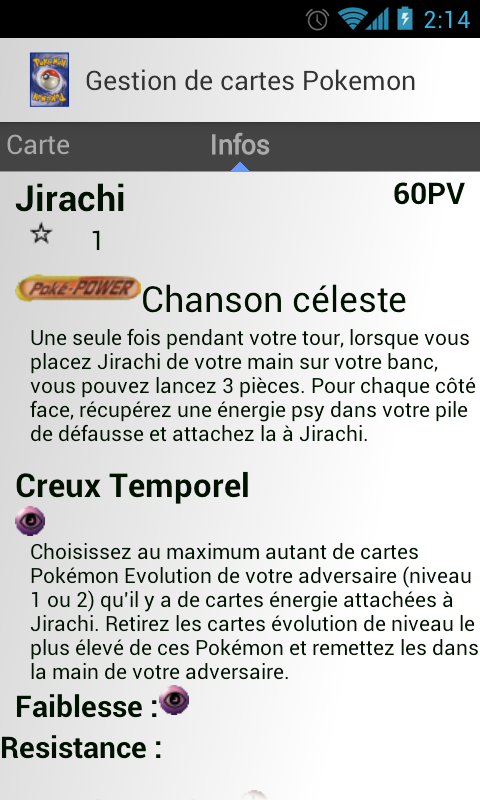 2:14
Gestion de cartes Pokemon
Carte Infos
Jirachi 60PV
1
Poké-POWER Chanson céleste
Une seule fois pendant votre tour, lorsque vous
placez Jirachi de votre main sur votre banc,
vous pouvez lancez 3 pièces. Pour chaque côté
face, récupérez une énergie psy dans votre pile
de défausse et attachez la à Jirachi.
Creux Temporel
Choisissez au maximum autant de cartes
Pokémon Evolution de votre adversaire (niveau
1 ou 2) qu'il y a de cartes énergie attachées à
Jirachi. Retirez les cartes évolution de niveau le
plus élevé de ces Pokémon et remettez les dans
la main de votre adversaire.
Faiblesse :
Resistance :